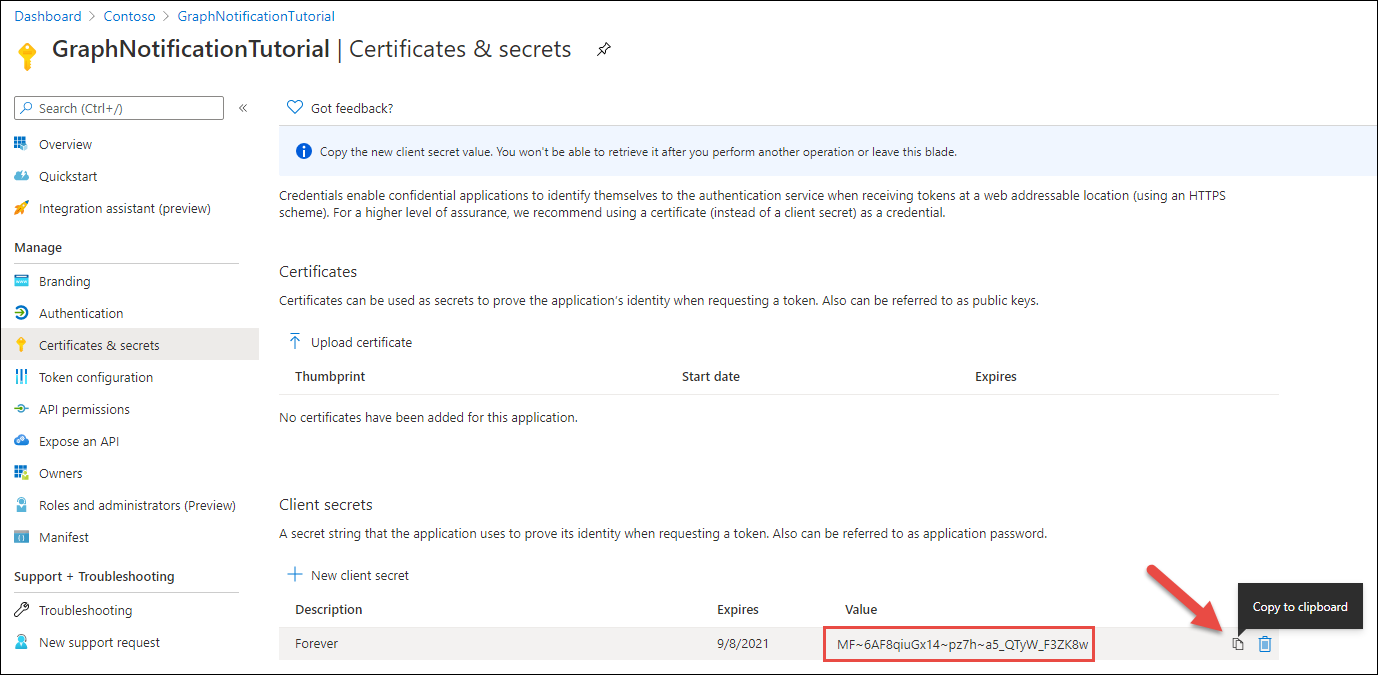 Dashboard > Contoso > GraphNotificationTutorial
GraphNotificationTutorial | Certificates & secrets
Search (Ctrl+/)
«
Overview
Quickstart
Integration assistant (preview)
Manage
Branding
Authentication
Certificates & secrets
Token configuration
API permissions
Expose an API
Owners
Roles and administrators (Preview)
Manifest
Support + Troubleshooting
Troubleshooting
New support request
Got feedback?
Copy the new client secret value. You won't be able to retrieve it after you perform another operation or leave this blade.
Credentials enable confidential applications to identify themselves to the authentication service when receiving tokens at a web addressable location (using an HTTPS
scheme). For a higher level of assurance, we recommend using a certificate (instead of a client secret) as a credential.
Certificates
Certificates can be used as secrets to prove the application's identity when requesting a token. Also can be referred to as public keys.
Upload certificate
Thumbprint Start date Expires
No certificates have been added for this application.
Client secrets
A secret string that the application uses to prove its identity when requesting a token. Also can be referred to as application password.
New client secret
Description Expires Value
Copy to clipboard
Forever 9/8/2021 MF~6AF8qiuGx14~pz7h~a5_QTyW_F3ZK8w